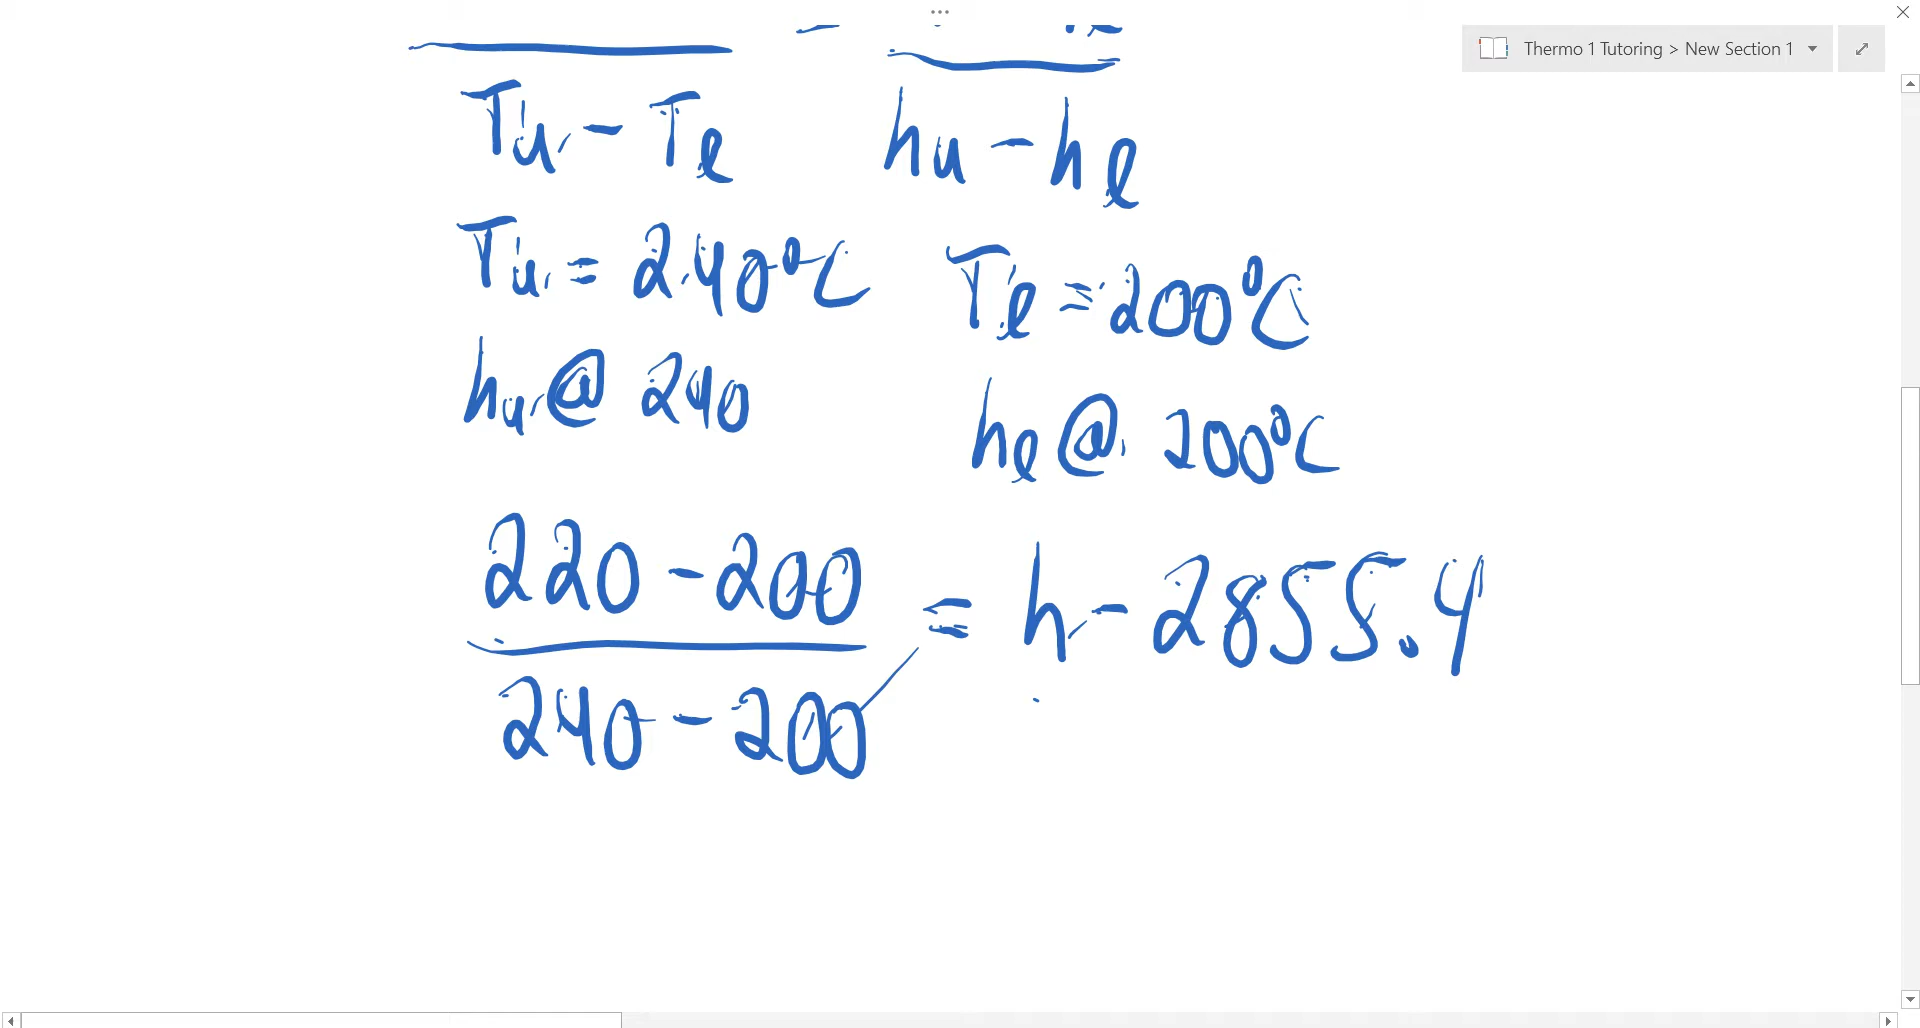 Thermo 1 Tutoring > New Section 1
Tu - Tl hu - hl
Tu = 240°C Tl = 200°C
hu @ 240 hl @ 200°C
220 - 200 = h - 2855.4
240 - 200